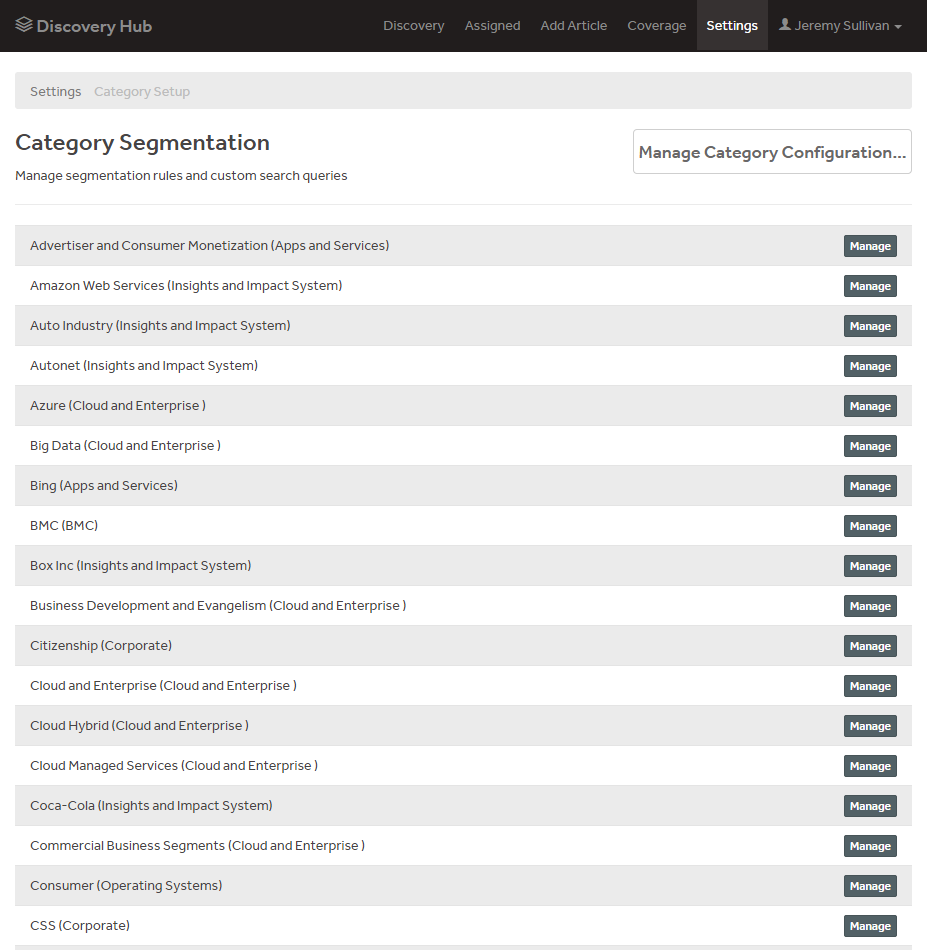 Discovery Hub Discovery Assigned Add Article Coverage Settings Jeremy Sullivan
Settings Category Setup
Category Segmentation
Manage Category Configuration...
Manage segmentation rules and custom search queries
Advertiser and Consumer Monetization (Apps and Services) Manage
Amazon Web Services (Insights and Impact System) Manage
Auto Industry (Insights and Impact System) Manage
Autonet (Insights and Impact System) Manage
Azure (Cloud and Enterprise ) Manage
Big Data (Cloud and Enterprise ) Manage
Bing (Apps and Services) Manage
BMC (BMC) Manage
Box Inc (Insights and Impact System) Manage
Business Development and Evangelism (Cloud and Enterprise ) Manage
Citizenship (Corporate) Manage
Cloud and Enterprise (Cloud and Enterprise ) Manage
Cloud Hybrid (Cloud and Enterprise ) Manage
Cloud Managed Services (Cloud and Enterprise ) Manage
Coca-Cola (Insights and Impact System) Manage
Commercial Business Segments (Cloud and Enterprise ) Manage
Consumer (Operating Systems) Manage
CSS (Corporate) Manage